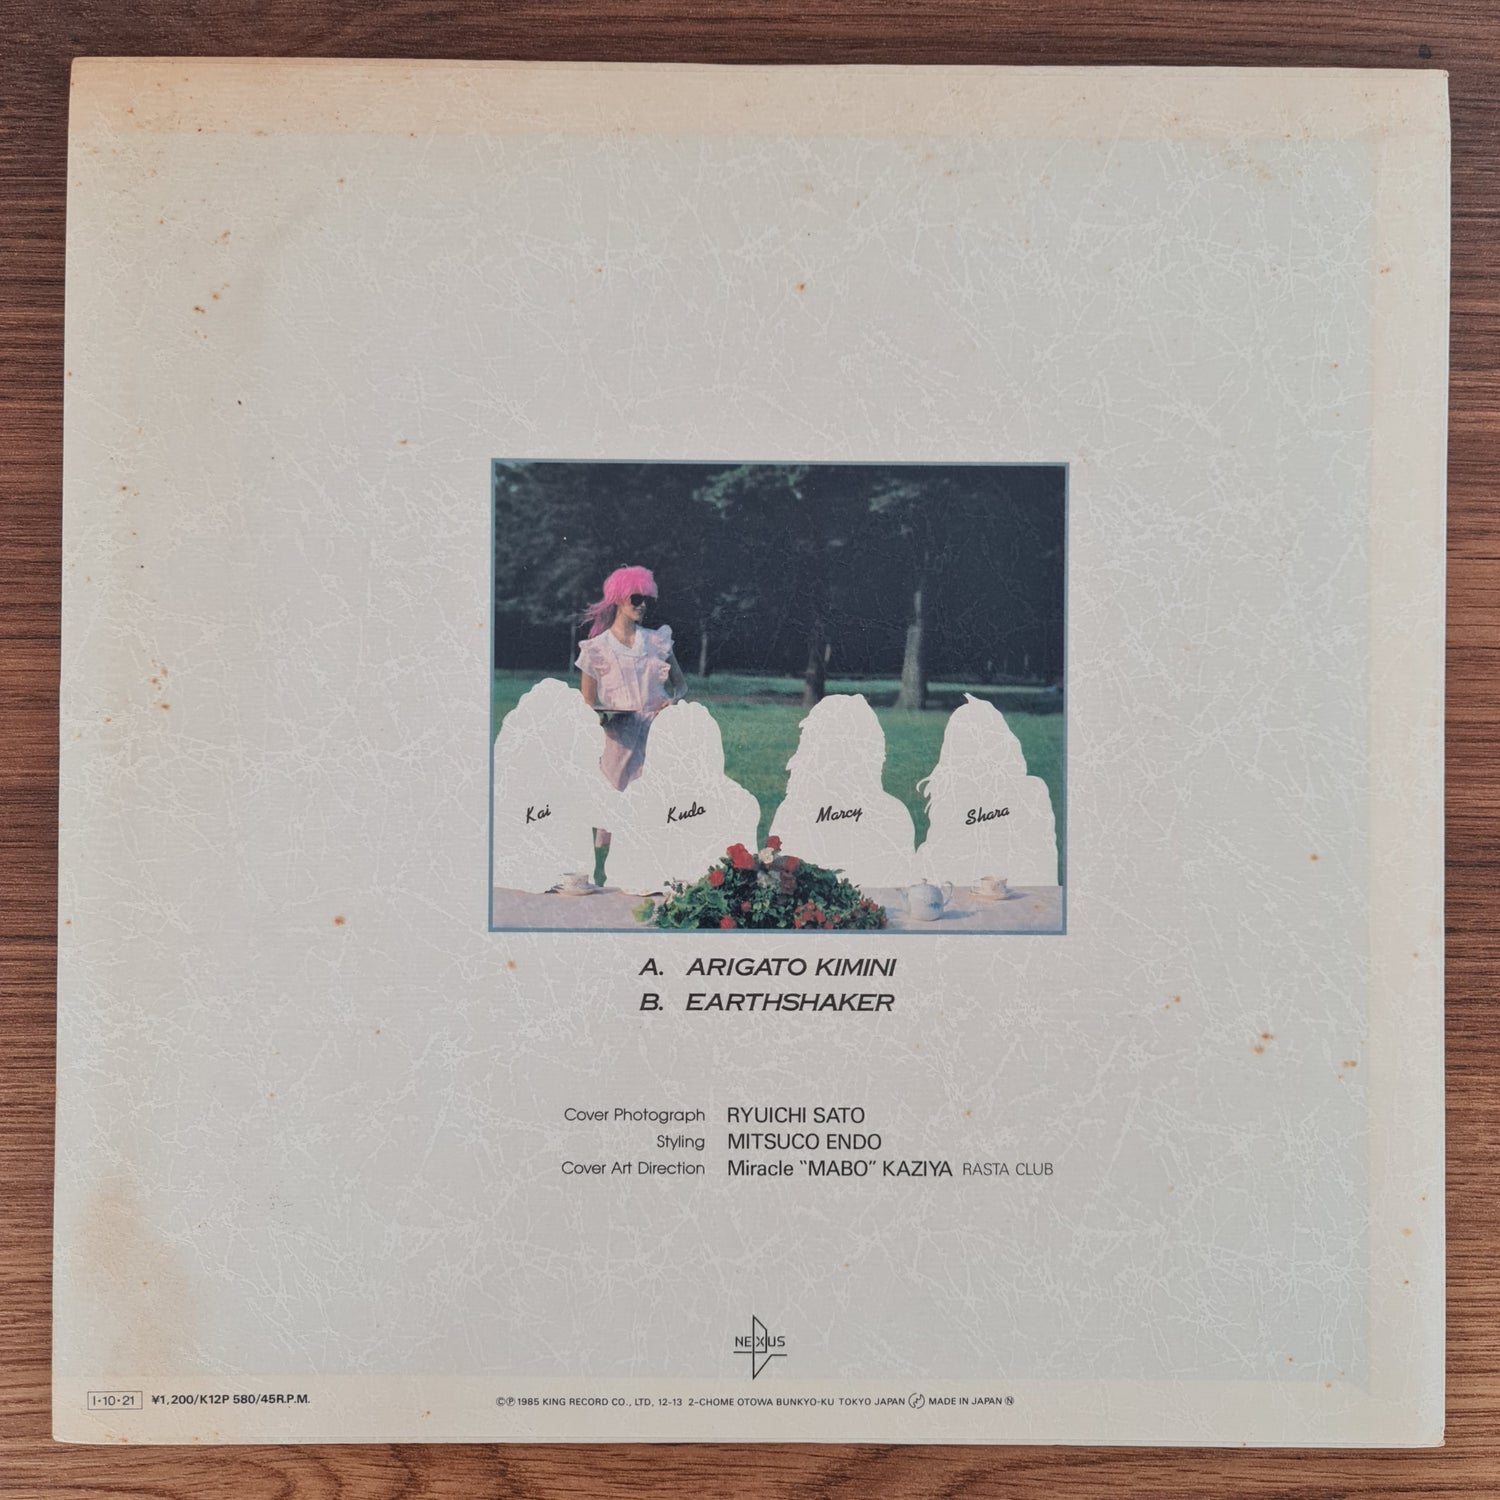 Kai
Kudo
Marcy
Shara
A. ARIGATO KIMINI
B. EARTHSHAKER
Cover Photograph RYUICHI SATO
Styling MITSUCO ENDO
Cover Art Direction Miracle "MABO" KAZIYA RASTA CLUB
NEXUS
I·10·21 ¥1,200/K12P 580/45R.P.M.
©℗ 1985 KING RECORD CO., LTD, 12-13 2-CHOME OTOWA BUNKYO-KU TOKYO JAPAN MADE IN JAPAN Ⓝ